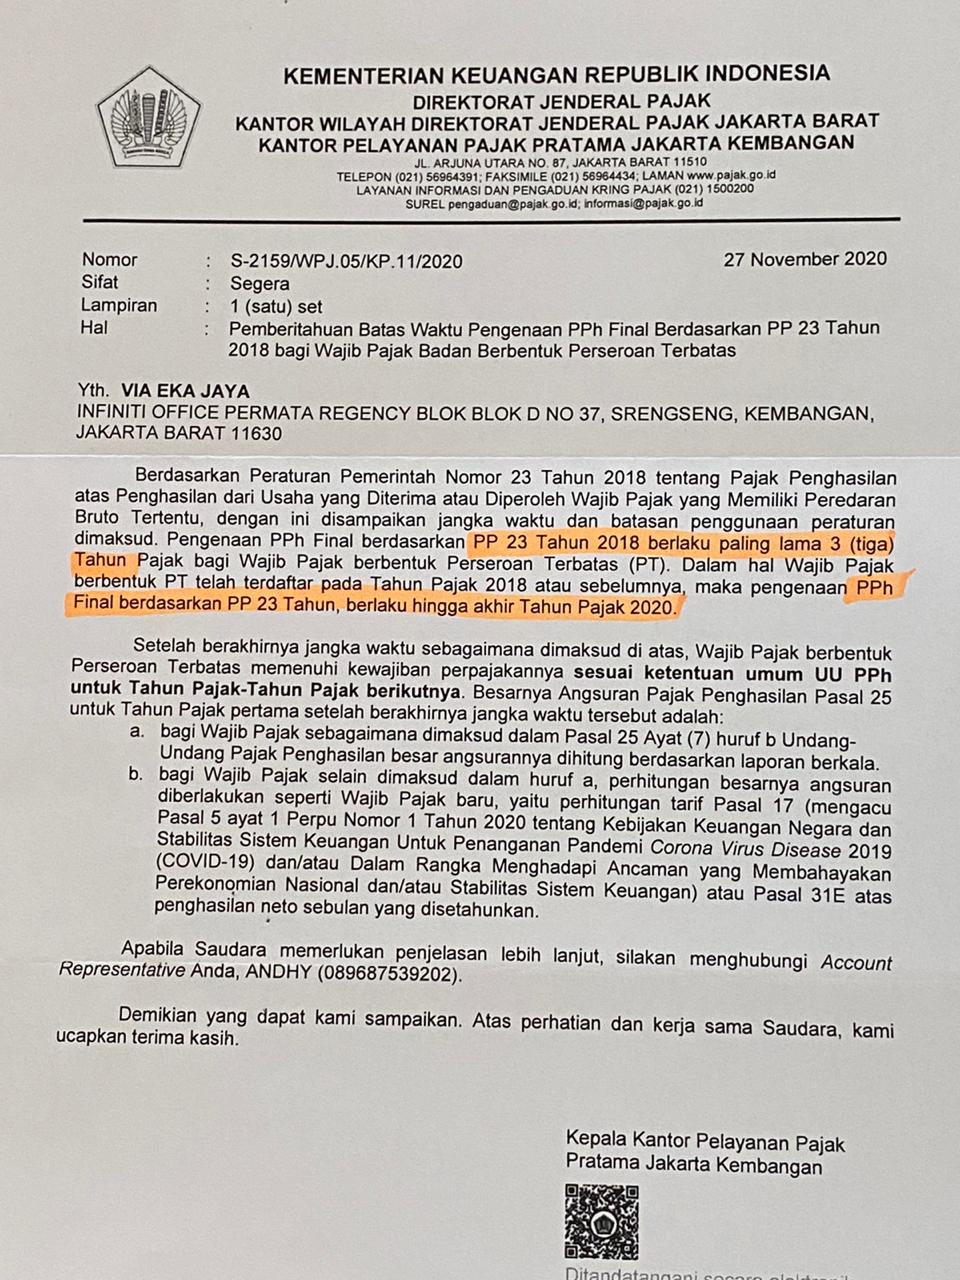 KEMENTERIAN KEUANGAN REPUBLIK INDONESIA
DIREKTORAT JENDERAL PAJAK
KANTOR WILAYAH DIREKTORAT JENDERAL PAJAK JAKARTA BARAT
KANTOR PELAYANAN PAJAK PRATAMA JAKARTA KEMBANGAN
JL. ARJUNA UTARA NO. 87, JAKARTA BARAT 11510
TELEPON (021) 56964391; FAKSIMILE (021) 56964434; LAMAN www.pajak.go.id
LAYANAN INFORMASI DAN PENGADUAN KRING PAJAK (021) 1500200
SUREL pengaduan@pajak.go.id; informasi@pajak.go.id
Nomor : S-2159/WPJ.05/KP.11/2020 27 November 2020
Sifat : Segera
Lampiran : 1 (satu) set
Hal : Pemberitahuan Batas Waktu Pengenaan PPh Final Berdasarkan PP 23 Tahun
2018 bagi Wajib Pajak Badan Berbentuk Perseroan Terbatas
Yth. VIA EKA JAYA
INFINITI OFFICE PERMATA REGENCY BLOK BLOK D NO 37, SRENGSENG, KEMBANGAN,
JAKARTA BARAT 11630
Berdasarkan Peraturan Pemerintah Nomor 23 Tahun 2018 tentang Pajak Penghasilan
atas Penghasilan dari Usaha yang Diterima atau Diperoleh Wajib Pajak yang Memiliki Peredaran
Bruto Tertentu, dengan ini disampaikan jangka waktu dan batasan penggunaan peraturan
dimaksud. Pengenaan PPh Final berdasarkan PP 23 Tahun 2018 berlaku paling lama 3 (tiga)
Tahun Pajak bagi Wajib Pajak berbentuk Perseroan Terbatas (PT). Dalam hal Wajib Pajak
berbentuk PT telah terdaftar pada Tahun Pajak 2018 atau sebelumnya, maka pengenaan PPh
Final berdasarkan PP 23 Tahun, berlaku hingga akhir Tahun Pajak 2020.
Setelah berakhirnya jangka waktu sebagaimana dimaksud di atas, Wajib Pajak berbentuk
Perseroan Terbatas memenuhi kewajiban perpajakannya sesuai ketentuan umum UU PPh
untuk Tahun Pajak-Tahun Pajak berikutnya. Besarnya Angsuran Pajak Penghasilan Pasal 25
untuk Tahun Pajak pertama setelah berakhirnya jangka waktu tersebut adalah:
a. bagi Wajib Pajak sebagaimana dimaksud dalam Pasal 25 Ayat (7) huruf b Undang-
Undang Pajak Penghasilan besar angsurannya dihitung berdasarkan laporan berkala.
b. bagi Wajib Pajak selain dimaksud dalam huruf a, perhitungan besarnya angsuran
diberlakukan seperti Wajib Pajak baru, yaitu perhitungan tarif Pasal 17 (mengacu
Pasal 5 ayat 1 Perpu Nomor 1 Tahun 2020 tentang Kebijakan Keuangan Negara dan
Stabilitas Sistem Keuangan Untuk Penanganan Pandemi Corona Virus Disease 2019
(COVID-19) dan/atau Dalam Rangka Menghadapi Ancaman yang Membahayakan
Perekonomian Nasional dan/atau Stabilitas Sistem Keuangan) atau Pasal 31E atas
penghasilan neto sebulan yang disetahunkan.
Apabila Saudara memerlukan penjelasan lebih lanjut, silakan menghubungi Account
Representative Anda, ANDHY (089687539202).
Demikian yang dapat kami sampaikan. Atas perhatian dan kerja sama Saudara, kami
ucapkan terima kasih.
Kepala Kantor Pelayanan Pajak
Pratama Jakarta Kembangan
Ditandatangani secara